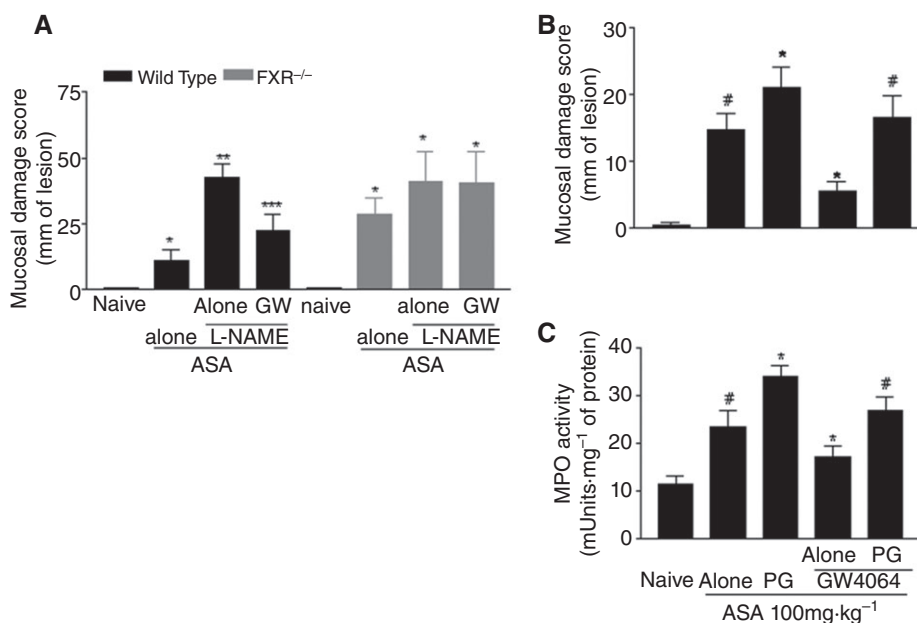 A
Wild Type FXR–/–
Mucosal damage score
(mm of lesion)
75
50
25
0
*
**
***
*
*
*
Naive Alone GW naive alone GW
alone L-NAME alone L-NAME
ASA ASA
B
Mucosal damage score
(mm of lesion)
30
20
10
0
#
*
*
#
C
MPO activity
(mUnits·mg–1 of protein)
40
30
20
10
0
#
*
*
#
Alone PG
Naive Alone PG GW4064
ASA 100mg·kg–1